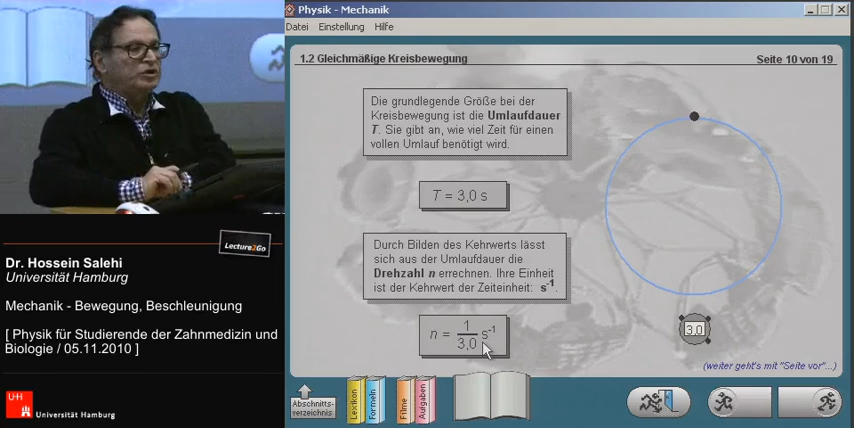 Physik - Mechanik
Datei Einstellung Hilfe
1.2 Gleichmäßige Kreisbewegung
Seite 10 von 19
Die grundlegende Größe bei der
Kreisbewegung ist die Umlaufdauer
T. Sie gibt an, wie viel Zeit für einen
vollen Umlauf benötigt wird.
T = 3,0 s
Durch Bilden des Kehrwerts lässt
sich aus der Umlaufdauer die
Drehzahl n errechnen. Ihre Einheit
ist der Kehrwert der Zeiteinheit: s⁻¹.
n = 1/3,0 s⁻¹
3,0
(weiter geht's mit "Seite vor"...)
Abschnitts-
verzeichnis
Lexikon
Formeln
Filme
Aufgaben
Lecture2Go
Dr. Hossein Salehi
Universität Hamburg
Mechanik - Bewegung, Beschleunigung
[ Physik für Studierende der Zahnmedizin und
Biologie / 05.11.2010 ]
UH
Universität Hamburg